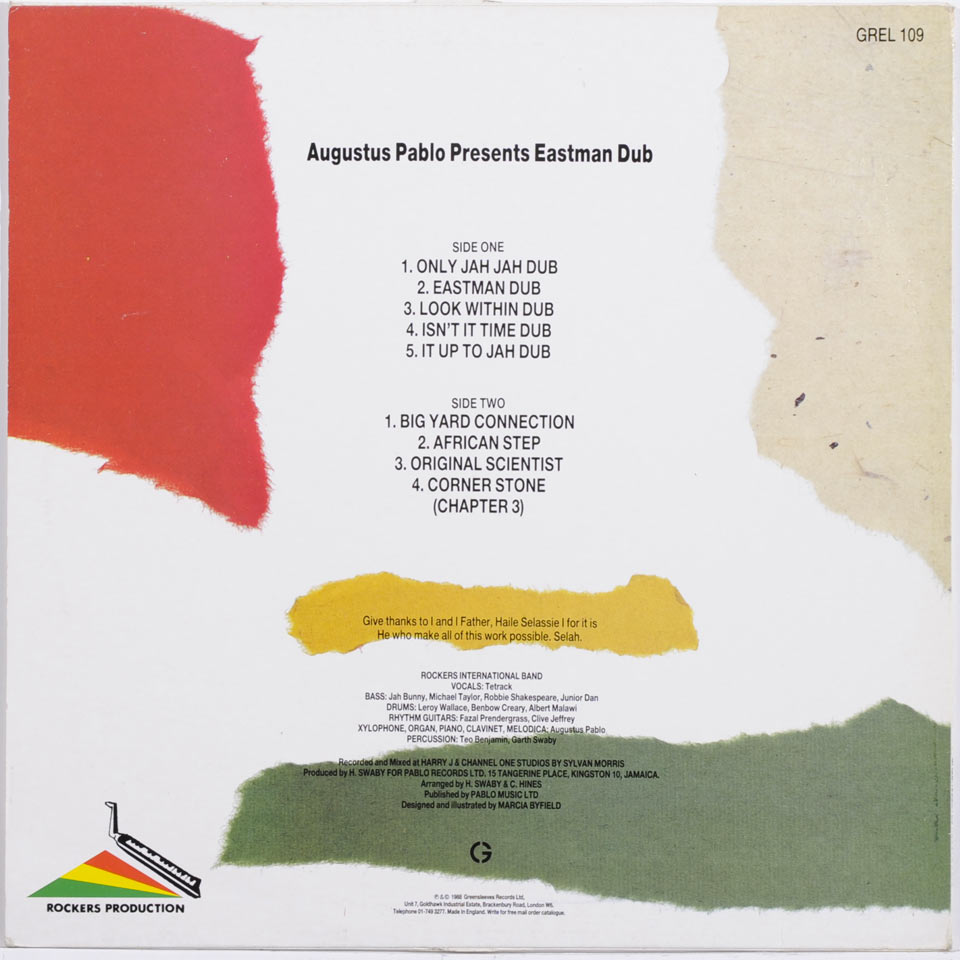 GREL 109
Augustus Pablo Presents Eastman Dub
SIDE ONE
1. ONLY JAH JAH DUB
2. EASTMAN DUB
3. LOOK WITHIN DUB
4. ISN'T IT TIME DUB
5. IT UP TO JAH DUB
SIDE TWO
1. BIG YARD CONNECTION
2. AFRICAN STEP
3. ORIGINAL SCIENTIST
4. CORNER STONE
(CHAPTER 3)
Give thanks to I and I Father, Haile Selassie I for it is
He who make all of this work possible. Selah.
ROCKERS INTERNATIONAL BAND
VOCALS: Tetrack
BASS: Jah Bunny, Michael Taylor, Robbie Shakespeare, Junior Dan
DRUMS: Leroy Wallace, Benbow Creary, Albert Malawi
RHYTHM GUITARS: Fazal Prendergrass, Clive Jeffrey
XYLOPHONE, ORGAN, PIANO, CLAVINET, MELODICA: Augustus Pablo
PERCUSSION: Teo Benjamin, Garth Swaby
Recorded and Mixed at HARRY J & CHANNEL ONE STUDIOS BY SYLVAN MORRIS
Produced by H. SWABY FOR PABLO RECORDS LTD. 15 TANGERINE PLACE, KINGSTON 10, JAMAICA.
Arranged by H. SWABY & C. HINES
Published by PABLO MUSIC LTD
Designed and illustrated by MARCIA BYFIELD
G
ROCKERS PRODUCTION
℗ & © 1988 Greensleeves Records Ltd,
Unit 7, Goldhawk Industrial Estate, Brackenbury Road, London W6.
Telephone 01-749 3277. Made in England. Write for free mail order catalogue.